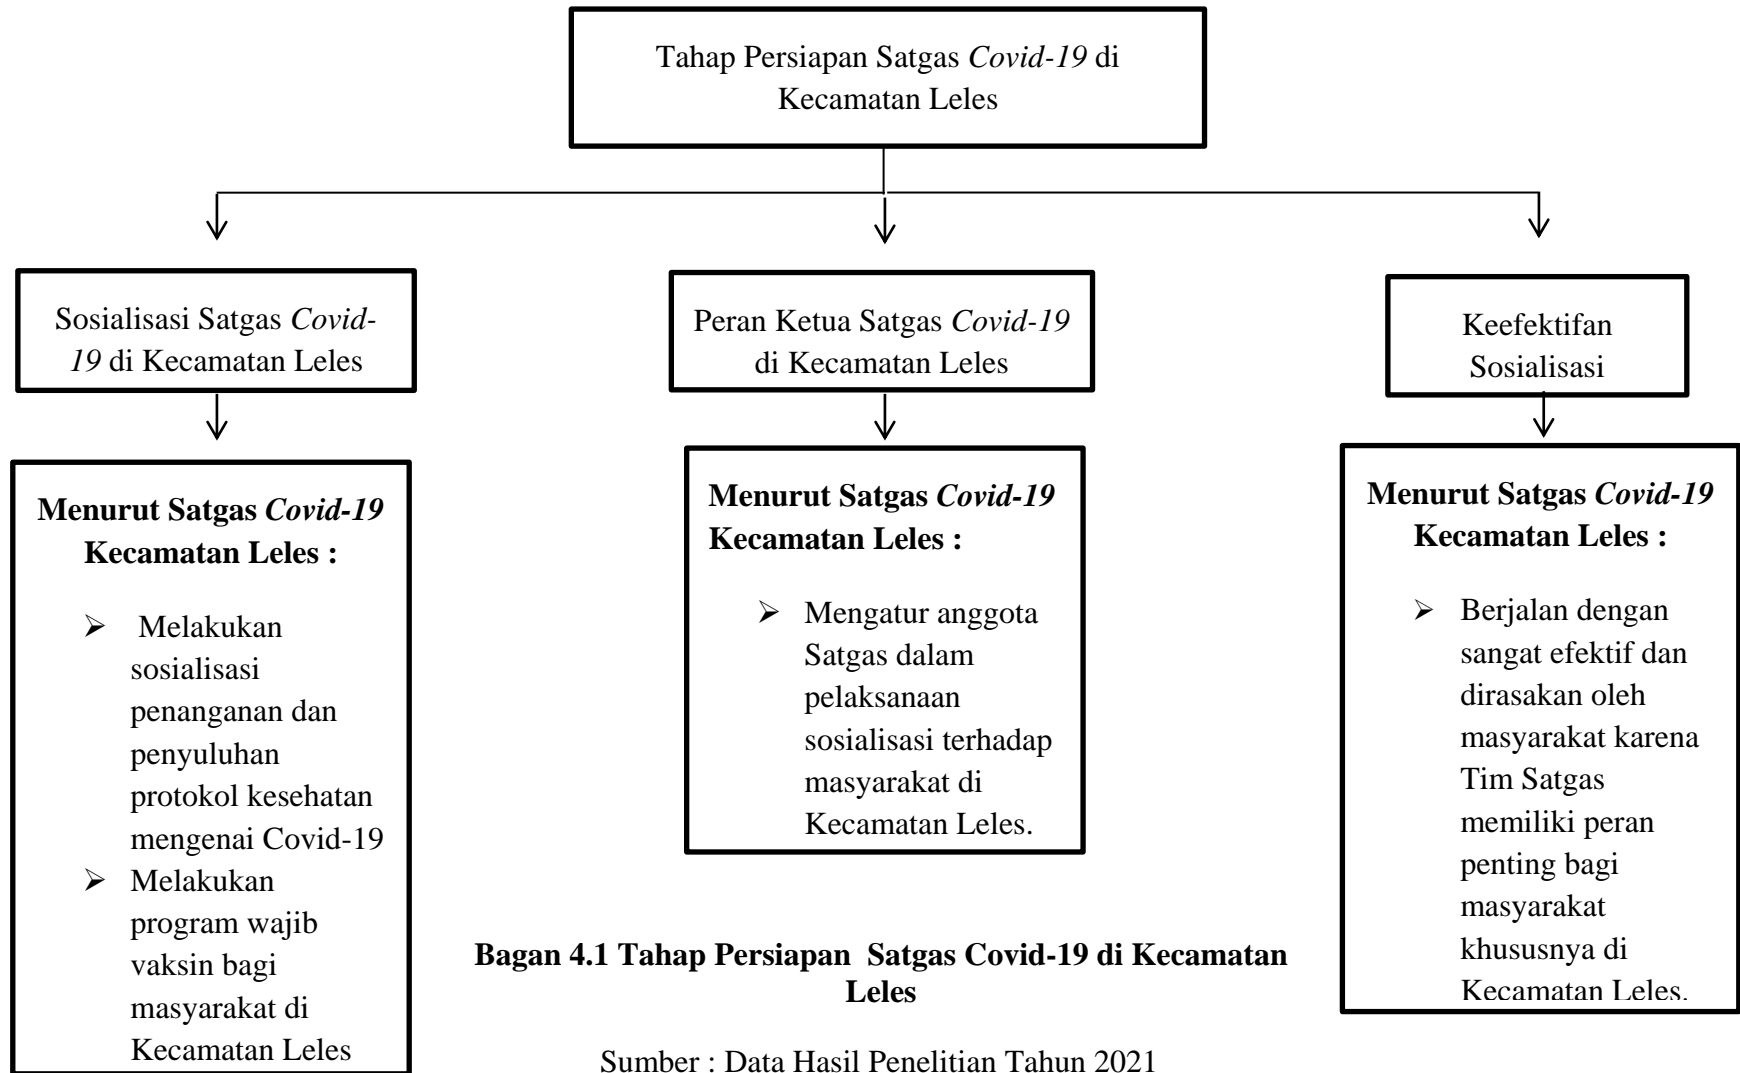 Tahap Persiapan Satgas Covid-19 di
Kecamatan Leles
Sosialisasi Satgas Covid-
19 di Kecamatan Leles
Peran Ketua Satgas Covid-19
di Kecamatan Leles
Keefektifan
Sosialisasi
Menurut Satgas Covid-19
Kecamatan Leles :
➢ Melakukan
sosialisasi
penanganan dan
penyuluhan
protokol kesehatan
mengenai Covid-19
➢ Melakukan
program wajib
vaksin bagi
masyarakat di
Kecamatan Leles
Menurut Satgas Covid-19
Kecamatan Leles :
➢ Mengatur anggota
Satgas dalam
pelaksanaan
sosialisasi terhadap
masyarakat di
Kecamatan Leles.
Menurut Satgas Covid-19
Kecamatan Leles :
➢ Berjalan dengan
sangat efektif dan
dirasakan oleh
masyarakat karena
Tim Satgas
memiliki peran
penting bagi
masyarakat
khususnya di
Kecamatan Leles.
Bagan 4.1 Tahap Persiapan Satgas Covid-19 di Kecamatan
Leles
Sumber : Data Hasil Penelitian Tahun 2021